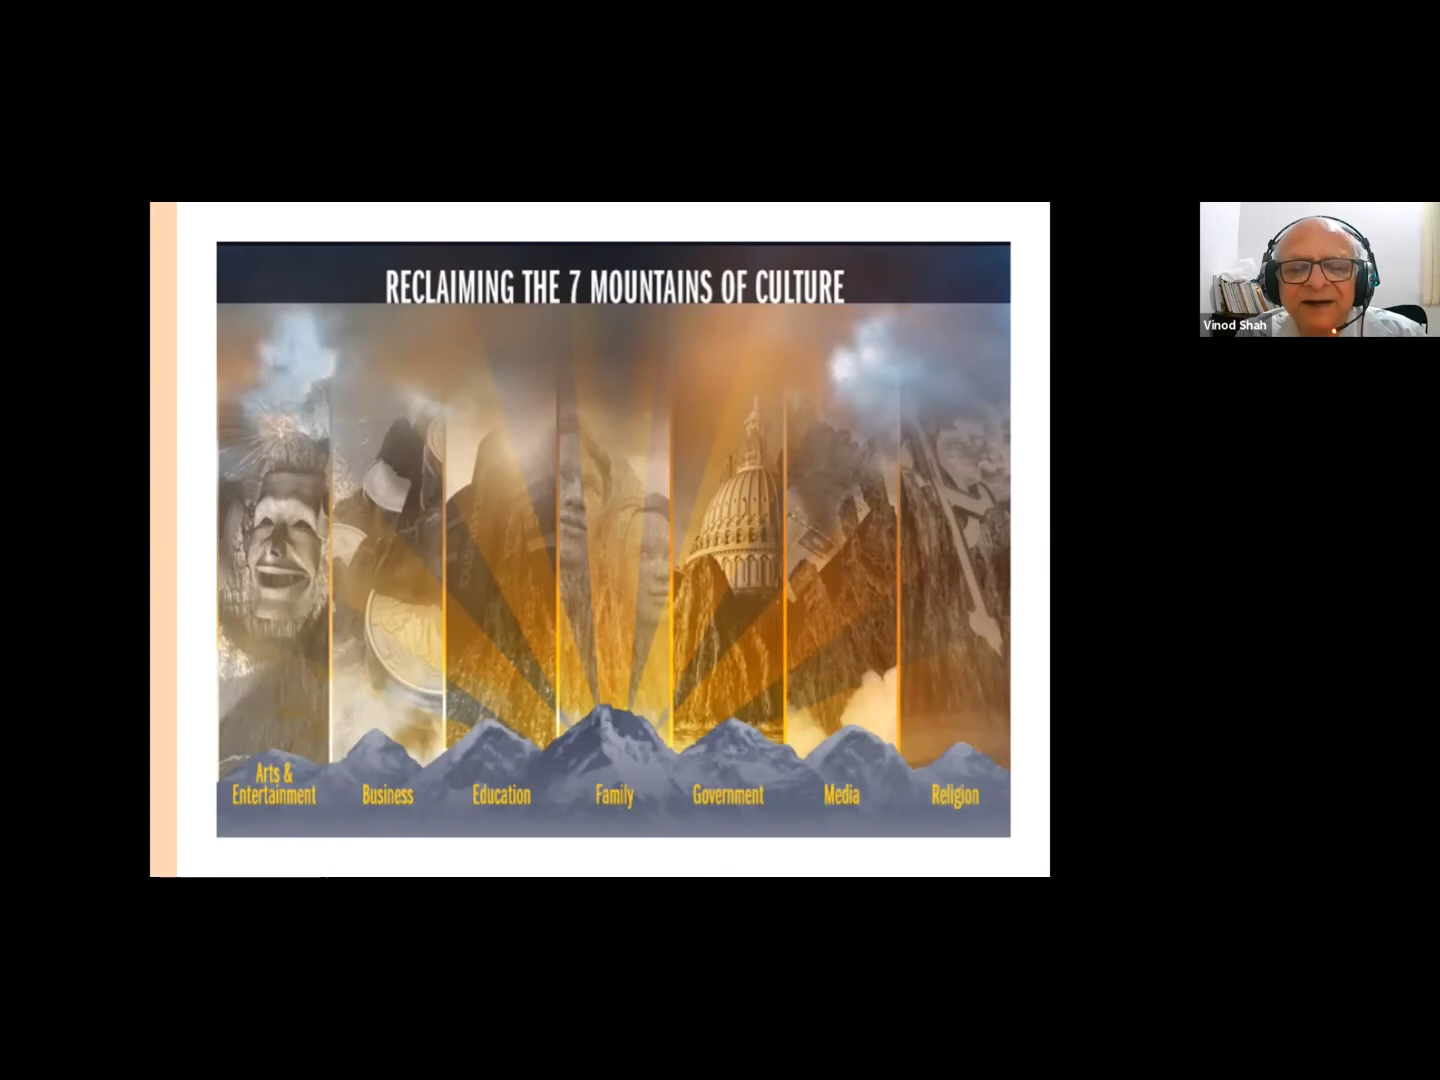 RECLAIMING THE 7 MOUNTAINS OF CULTURE
Arts &
Entertainment
Business
Education
Family
Government
Media
Religion
Vinod Shah